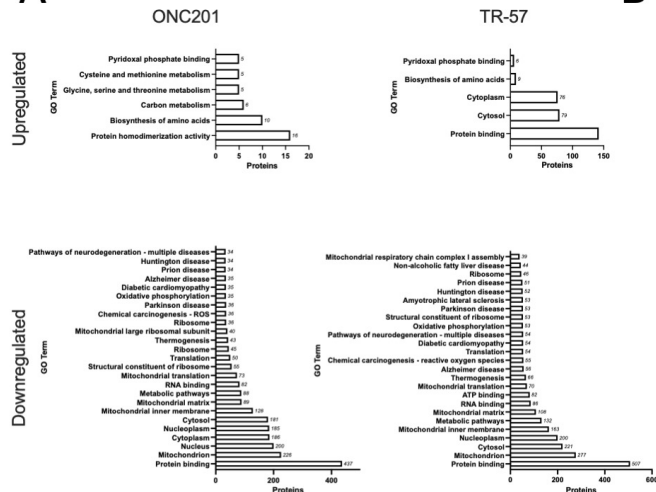 ONC201
TR-57
Upregulated
GO Term
Pyridoxal phosphate binding 5
Cysteine and methionine metabolism 5
Glycine, serine and threonine metabolism 5
Carbon metabolism 6
Biosynthesis of amino acids 10
Protein homodimerization activity 16
0 5 10 15 20
Proteins
GO Term
Pyridoxal phosphate binding
Biosynthesis of amino acids 9
Cytoplasm 76
Cytosol 79
Protein binding
0 50 100 150
Proteins
Downregulated
GO Term
Pathways of neurodegeneration - multiple diseases 34
Huntington disease 34
Prion disease 34
Alzheimer disease 35
Diabetic cardiomyopathy 35
Oxidative phosphorylation 35
Parkinson disease 36
Chemical carcinogenesis - ROS 36
Ribosome 36
Mitochondrial large ribosomal subunit 40
Thermogenesis 43
Ribosome 45
Translation 50
Structural constituent of ribosome 55
Mitochondrial translation 73
RNA binding 82
Metabolic pathways 88
Mitochondrial matrix 89
Mitochondrial inner membrane 128
Cytosol 181
Nucleoplasm 185
Cytoplasm 186
Nucleus 200
Mitochondrion 226
Protein binding 437
0 200 400
Proteins
GO Term
Mitochondrial respiratory chain complex I assembly 39
Non-alcoholic fatty liver disease 44
Ribosome 46
Prion disease 51
Huntington disease 52
Amyotrophic lateral sclerosis 53
Parkinson disease 53
Structural constituent of ribosome 53
Oxidative phosphorylation 53
Pathways of neurodegeneration - multiple diseases 54
Diabetic cardiomyopathy 54
Translation 54
Chemical carcinogenesis - reactive oxygen species 55
Alzheimer disease 56
Thermogenesis 66
Mitochondrial translation 70
ATP binding 82
RNA binding 86
Mitochondrial matrix 108
Metabolic pathways 132
Mitochondrial inner membrane 163
Nucleoplasm 200
Cytosol 221
Mitochondrion 277
Protein binding 507
0 200 400 600
Proteins